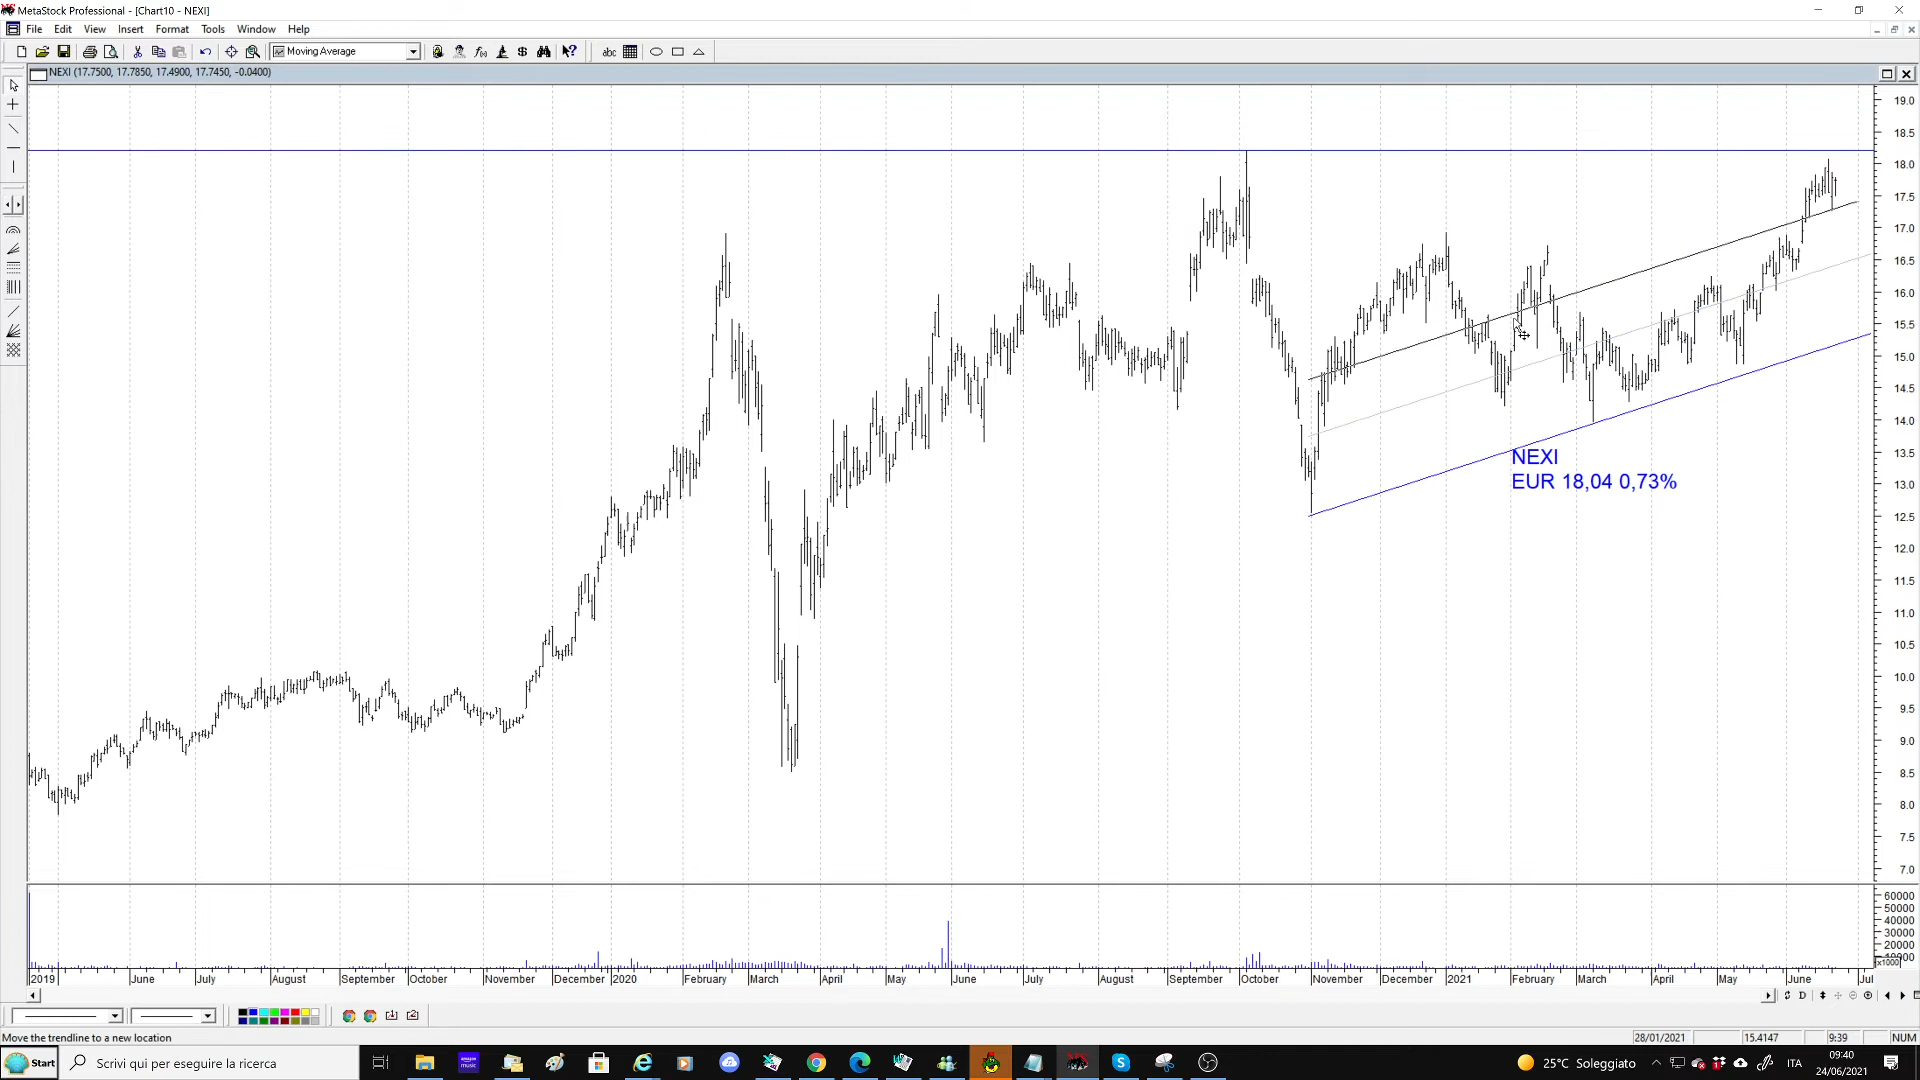 MetaStock Professional - [Chart10 - NEXI]
File Edit View Insert Format Tools Window Help
Moving Average
abc
NEXI (17.7500, 17.7850, 17.4900, 17.7450, -0.0400)
19.0
18.5
18.0
17.5
17.0
16.5
16.0
15.5
15.0
14.5
14.0
13.5
13.0
12.5
12.0
11.5
11.0
10.5
10.0
9.5
9.0
8.5
8.0
7.5
7.0
NEXI
EUR 18,04 0,73%
60000
50000
40000
30000
20000
x1000
2019 June July August September October November December 2020 February March April May June July August September October November December 2021 February March April May June Jul
D
Move the trendline to a new location
28/01/2021 15.4147 9:39 NUM
Start Scrivi qui per eseguire la ricerca
25°C Soleggiato ITA 09:40
24/06/2021